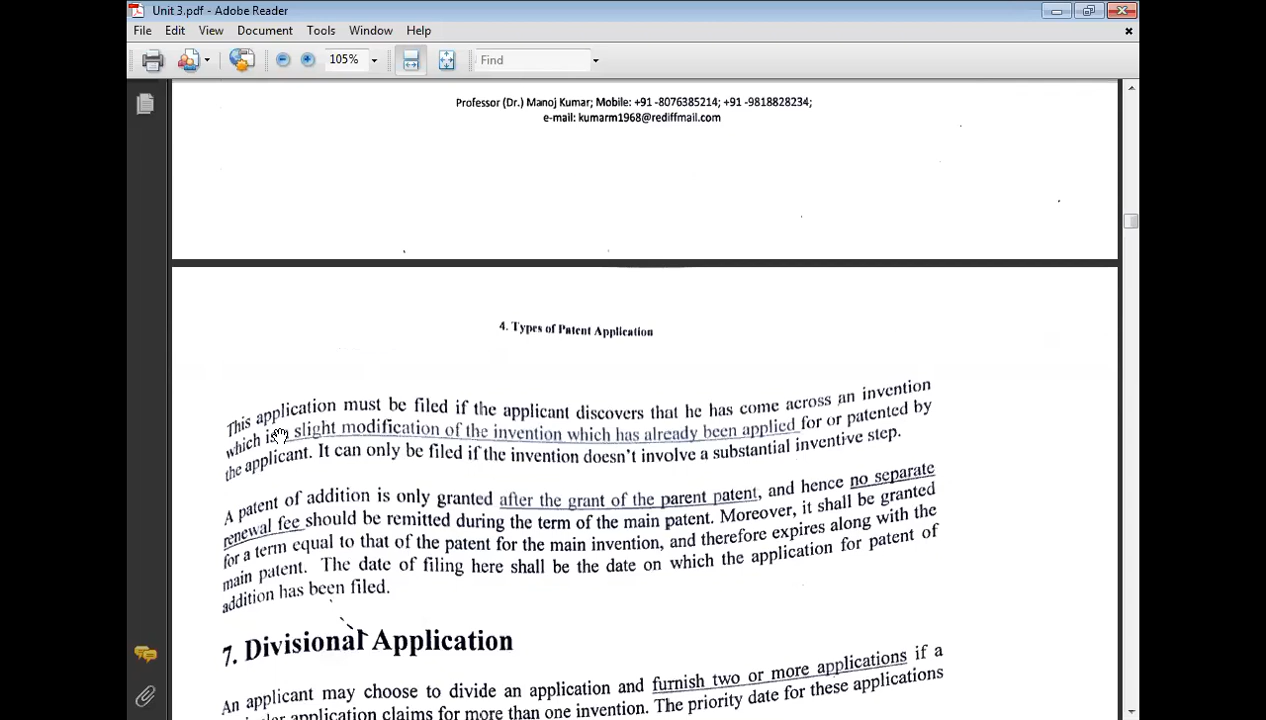 Unit 3.pdf - Adobe Reader
File Edit View Document Tools Window Help
105% Find
Professor (Dr.) Manoj Kumar; Mobile: +91 -8076385214; +91 -9818828234;
e-mail: kumarm1968@rediffmail.com
4. Types of Patent Application
This application must be filed if the applicant discovers that he has come across an invention
which is a slight modification of the invention which has already been applied for or patented by
the applicant. It can only be filed if the invention doesn't involve a substantial inventive step.
A patent of addition is only granted after the grant of the parent patent, and hence no separate
renewal fee should be remitted during the term of the main patent. Moreover, it shall be granted
for a term equal to that of the patent for the main invention, and therefore expires along with the
main patent. The date of filing here shall be the date on which the application for patent of
addition has been filed.
7. Divisional Application
An applicant may choose to divide an application and furnish two or more applications if a
application claims for more than one invention. The priority date for these applications